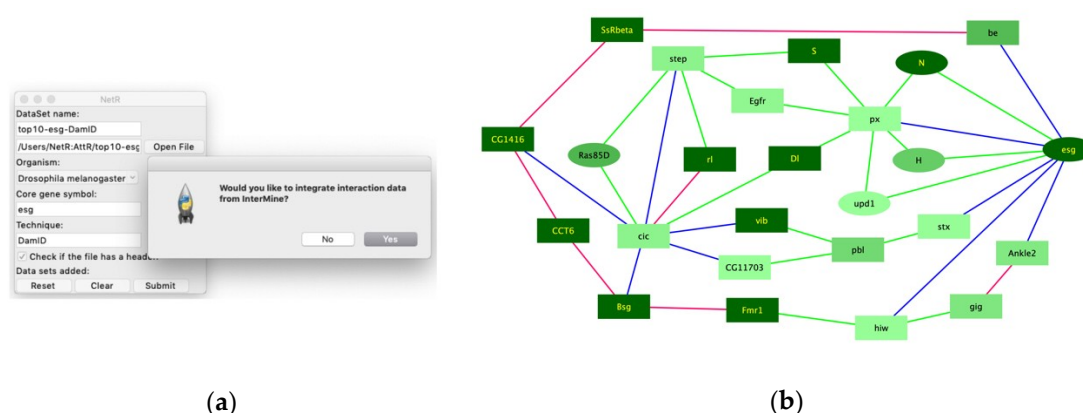 NetR
DataSet name:
top10-esg-DamID
/Users/NetR:AttR/top10-esg
Open File
Organism:
Drosophila melanogaster
Core gene symbol:
esg
Technique:
DamID
Check if the file has a header
Data sets added:
Reset Clear Submit
Would you like to integrate interaction data
from InterMine?
No Yes
SsRbeta
be
step
S
N
Egfr
px
CG1416
esg
Ras85D
rl
Dl
H
upd1
CCT6
cic
vib
stx
pbl
CG11703
Ankle2
Bsg
Fmr1
gig
hiw
(a)
(b)